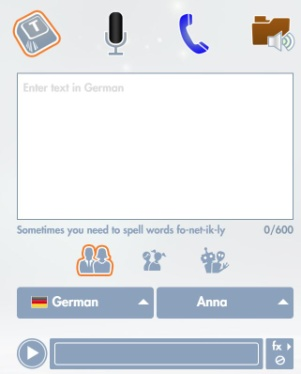 T
Enter text in German
Sometimes you need to spell words fo-net-ik-ly 0/600
German Anna
fx